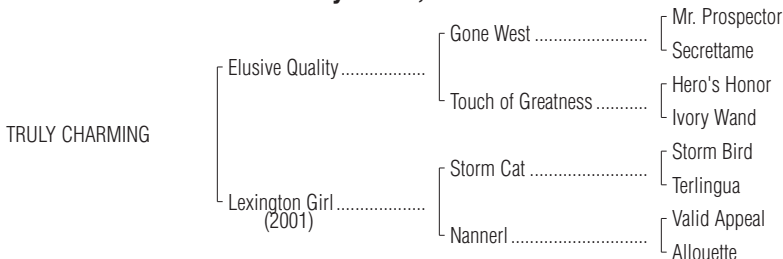 Mr. Prospector
Gone West ......................
Secrettame
Elusive Quality..................
Hero's Honor
Touch of Greatness ...........
Ivory Wand
TRULY CHARMING
Storm Bird
Storm Cat .......................
Terlingua
Lexington Girl...................
(2001)
Valid Appeal
Nannerl ...........................
Allouette